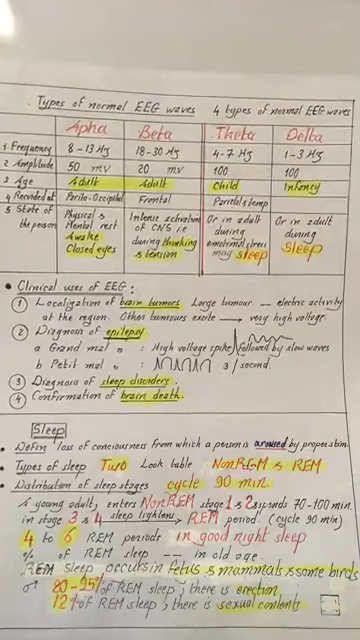 Types of normal EEG waves 4 types of normal EEG waves
Apha Beta Theta Delta
1. Frequency 8-13 Hz 18-30 Hz 4-7 Hz 1-3 Hz
2 Amplitude 50 mv 20 mv 100 100
3 Age Adult Adult Child Infancy
4 Recorded at Parito-Occipital Frental Parital & temp
5 State of the person Physical & Mental rest Awake Closed eyes Intense activation of CNS i.e during thinking & tension Or in adult during emotional stress may sleep Or in adult during Sleep
• Clinical uses of EEG :
① Localization of brain tumors Large tumour -- electric activity
at the region. Other tumours excite → very high voltage.
② Diagnosis of epilepsy
a Grand mal " : High voltage spike followed by slow waves
b Petit mal " : 3/second.
③ Diagnosis of sleep disorders.
④ Confirmation of brain death.
Sleep
• Defin loss of conciousness from which a person is aroused by
• Types of sleep Two Look table NonREM & REM
• Distribution of sleep stages cycle 90 min
A young adult, enters NonREM stage 1 & 2 spends 70-100 min.
in stage 3 & 4 sleep lightens, REM period. (cycle 90 min)
4 to 6 REM periods in good night sleep
% of REM sleep -- in old age.
REM sleep occurs in fetus & mammals & some birds
80-95% of REM sleep, there is erection
12% of REM sleep, there is sexual contents